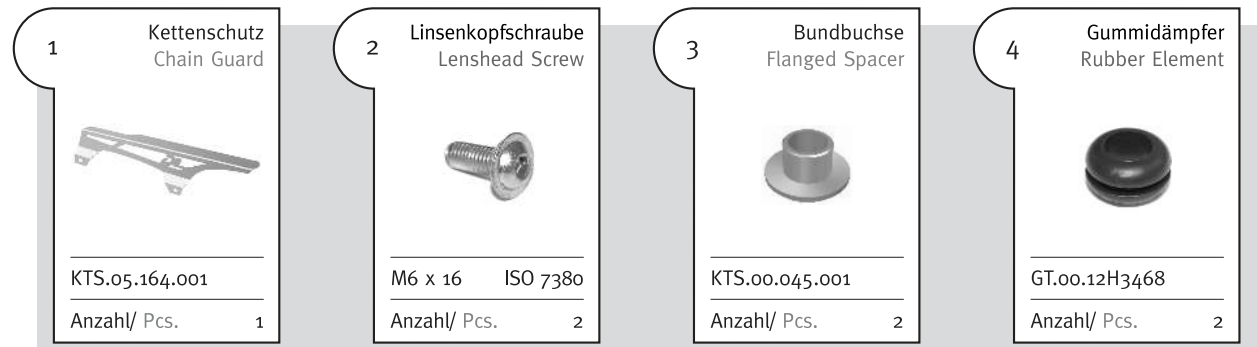 1
Kettenschutz
Chain Guard
KTS.05.164.001
Anzahl/ Pcs. 1
2
Linsenkopfschraube
Lenshead Screw
M6 x 16 ISO 7380
Anzahl/ Pcs. 2
3
Bundbuchse
Flanged Spacer
KTS.00.045.001
Anzahl/ Pcs. 2
4
Gummidämpfer
Rubber Element
GT.00.12H3468
Anzahl/ Pcs. 2